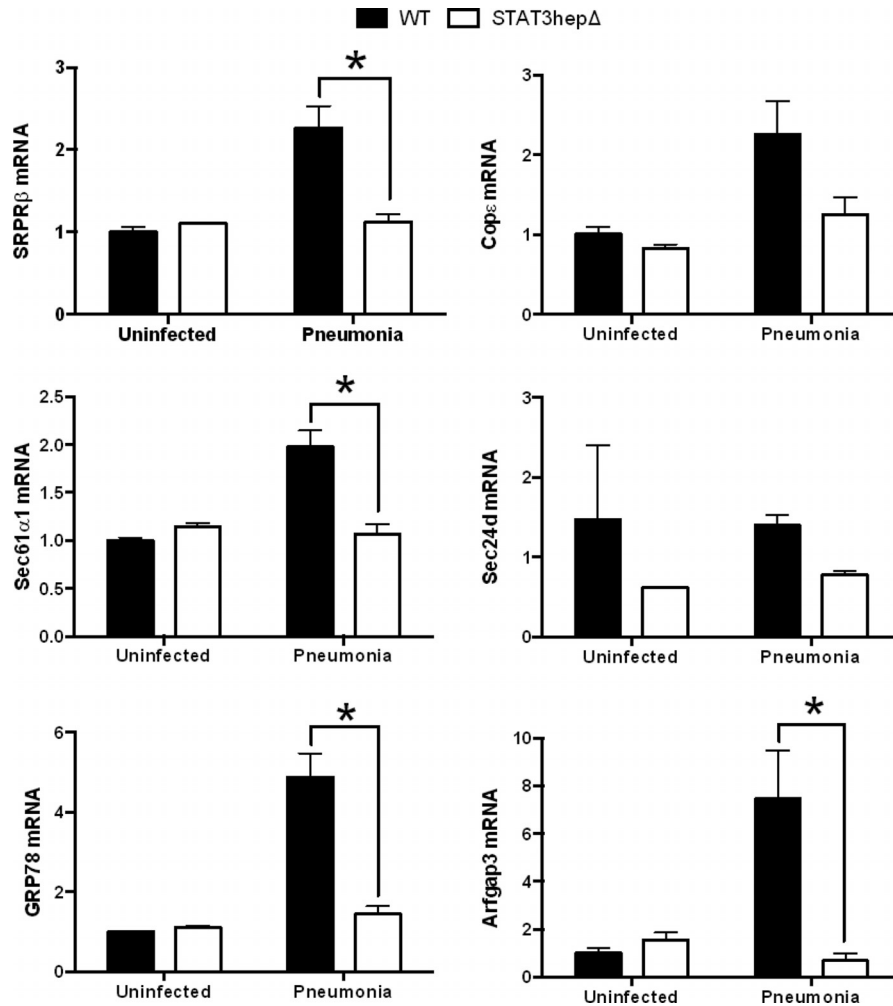 WT STAT3hepΔ
SRPRβ mRNA
3
2
1
0
*
Uninfected Pneumonia
Copε mRNA
3
2
1
0
Uninfected Pneumonia
Sec61α1 mRNA
2.5
2.0
1.5
1.0
0.5
0.0
*
Uninfected Pneumonia
Sec24d mRNA
3
2
1
0
Uninfected Pneumonia
GRP78 mRNA
6
4
2
0
*
Uninfected Pneumonia
Arfgap3 mRNA
10
8
6
4
2
0
*
Uninfected Pneumonia